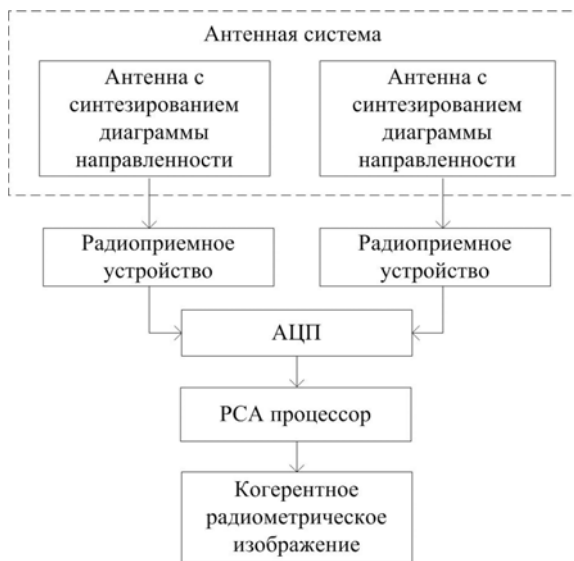 Антенная система
Антенна с
синтезированием
диаграммы
направленности
Антенна с
синтезированием
диаграммы
направленности
Радиоприемное
устройство
Радиоприемное
устройство
АЦП
РСА процессор
Когерентное
радиометрическое
изображение